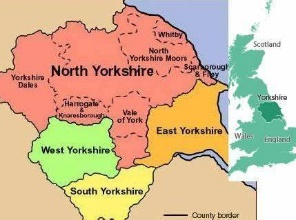 Whitby
North
Yorkshire Moors
Scarborough
& Filey
North Yorkshire
Yorkshire
Dales
Harrogate
&
Knaresborough
Vale
of York
East Yorkshire
West Yorkshire
South Yorkshire
County border
Scotland
Yorkshire
Wales
England